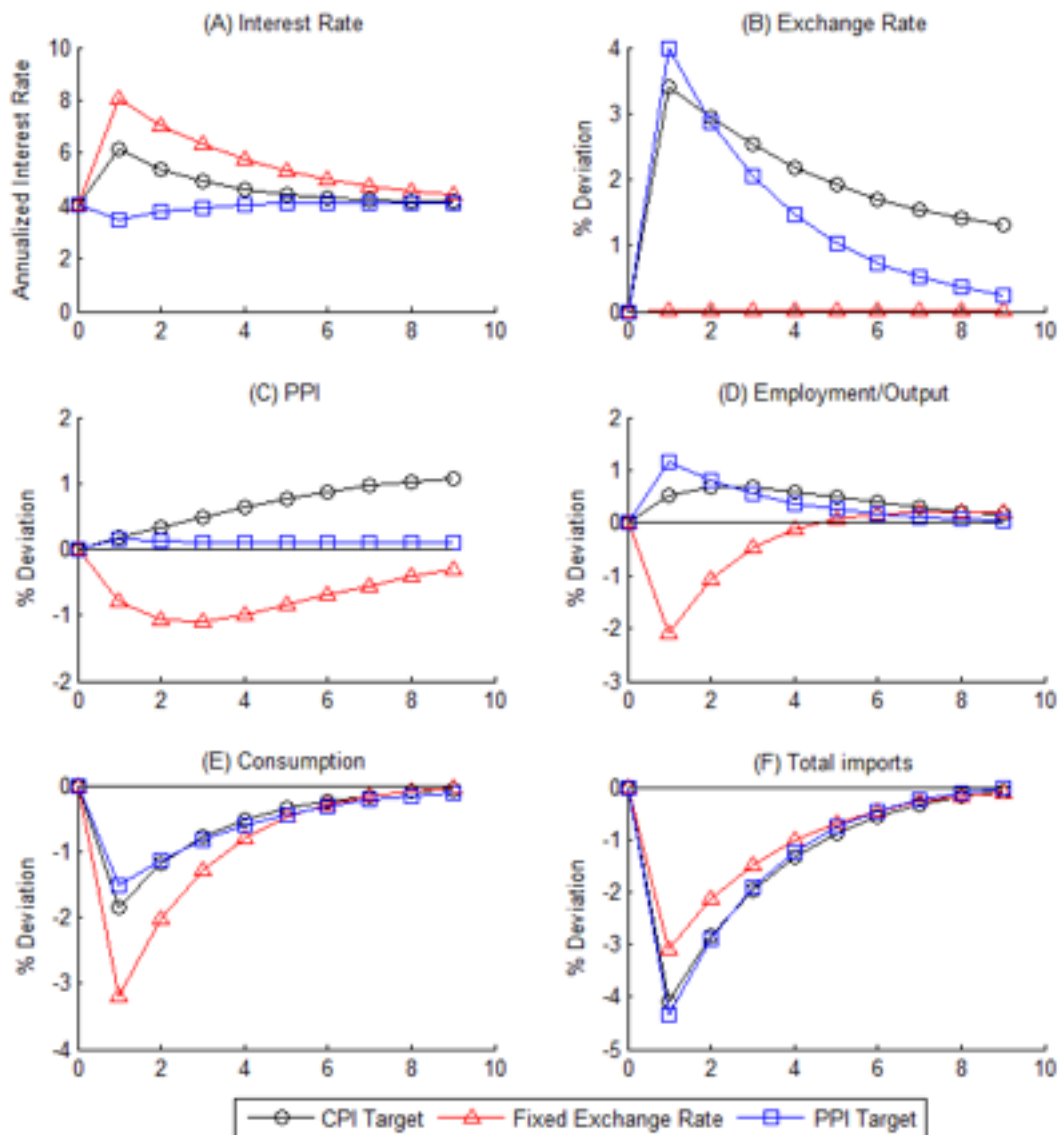 (A) Interest Rate
Annualized Interest Rate
10
8
6
4
2
0
0 2 4 6 8 10
(B) Exchange Rate
% Deviation
4
3
2
1
0
0 2 4 6 8 10
(C) PPI
% Deviation
2
1
0
-1
-2
0 2 4 6 8 10
(D) Employment/Output
% Deviation
2
1
0
-1
-2
-3
0 2 4 6 8 10
(E) Consumption
% Deviation
0
-1
-2
-3
-4
0 2 4 6 8 10
(F) Total imports
% Deviation
0
-1
-2
-3
-4
-5
0 2 4 6 8 10
CPI Target Fixed Exchange Rate PPI Target